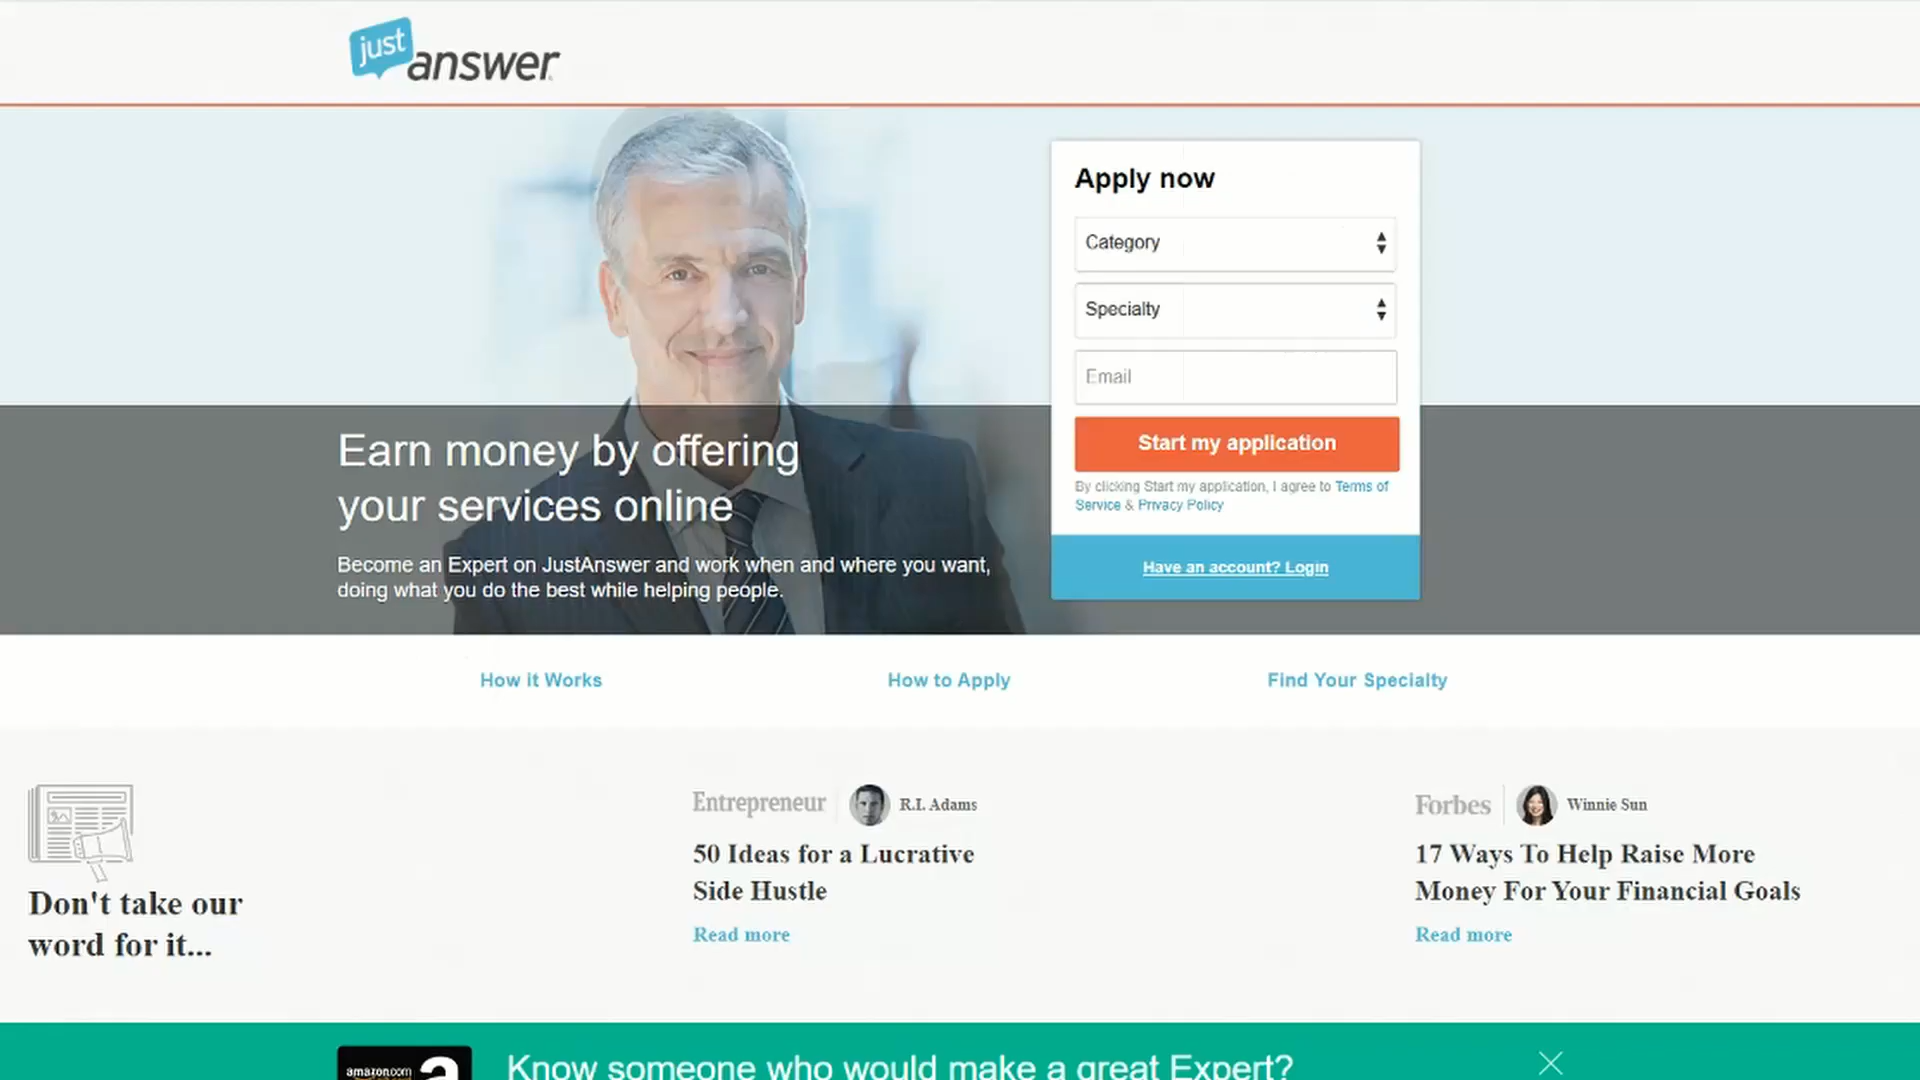 just
answer
Earn money by offering
your services online
Become an Expert on JustAnswer and work when and where you want,
doing what you do the best while helping people.
Apply now
Category
Specialty
Email
Start my application
By clicking Start my application, I agree to Terms of
Service & Privacy Policy
Have an account? Login
How it Works
How to Apply
Find Your Specialty
Don't take our
word for it...
Entrepreneur
R.I. Adams
50 Ideas for a Lucrative
Side Hustle
Read more
Forbes
Winnie Sun
17 Ways To Help Raise More
Money For Your Financial Goals
Read more
amazon.com
a
Know someone who would make a great Expert?